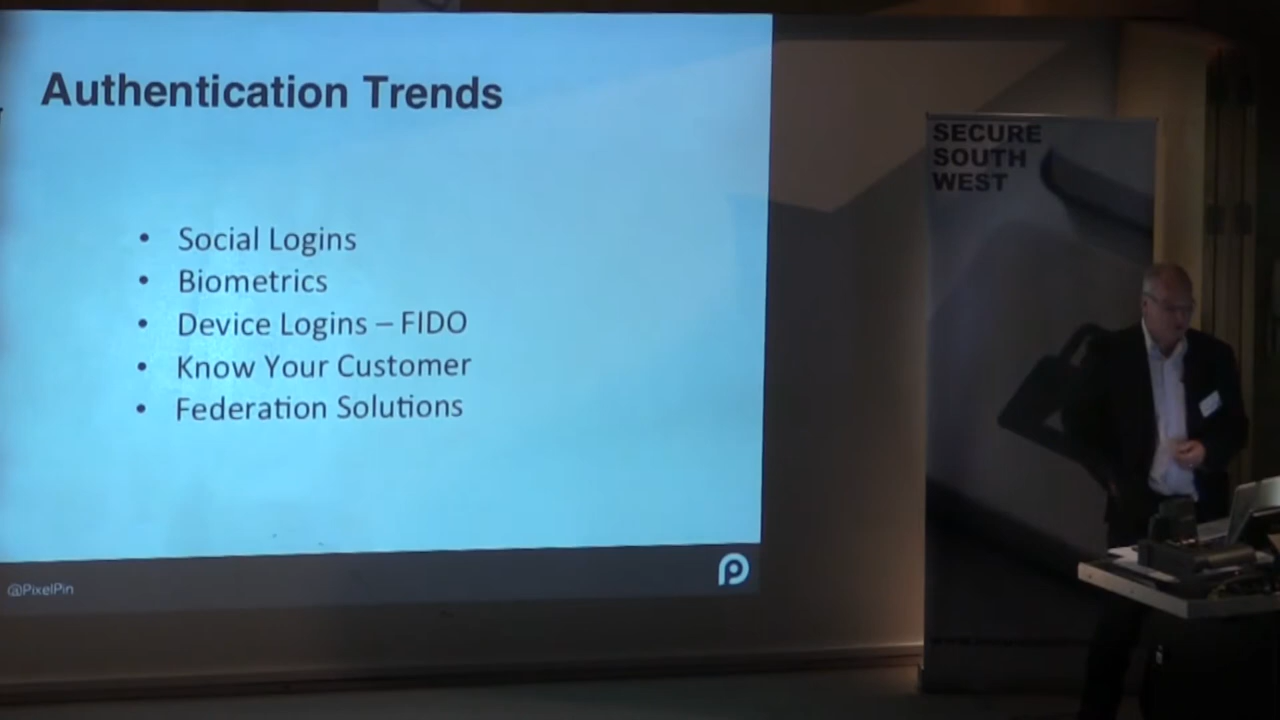 Authentication Trends
• Social Logins
• Biometrics
• Device Logins – FIDO
• Know Your Customer
• Federation Solutions
@PixelPin
SECURE
SOUTH
WEST